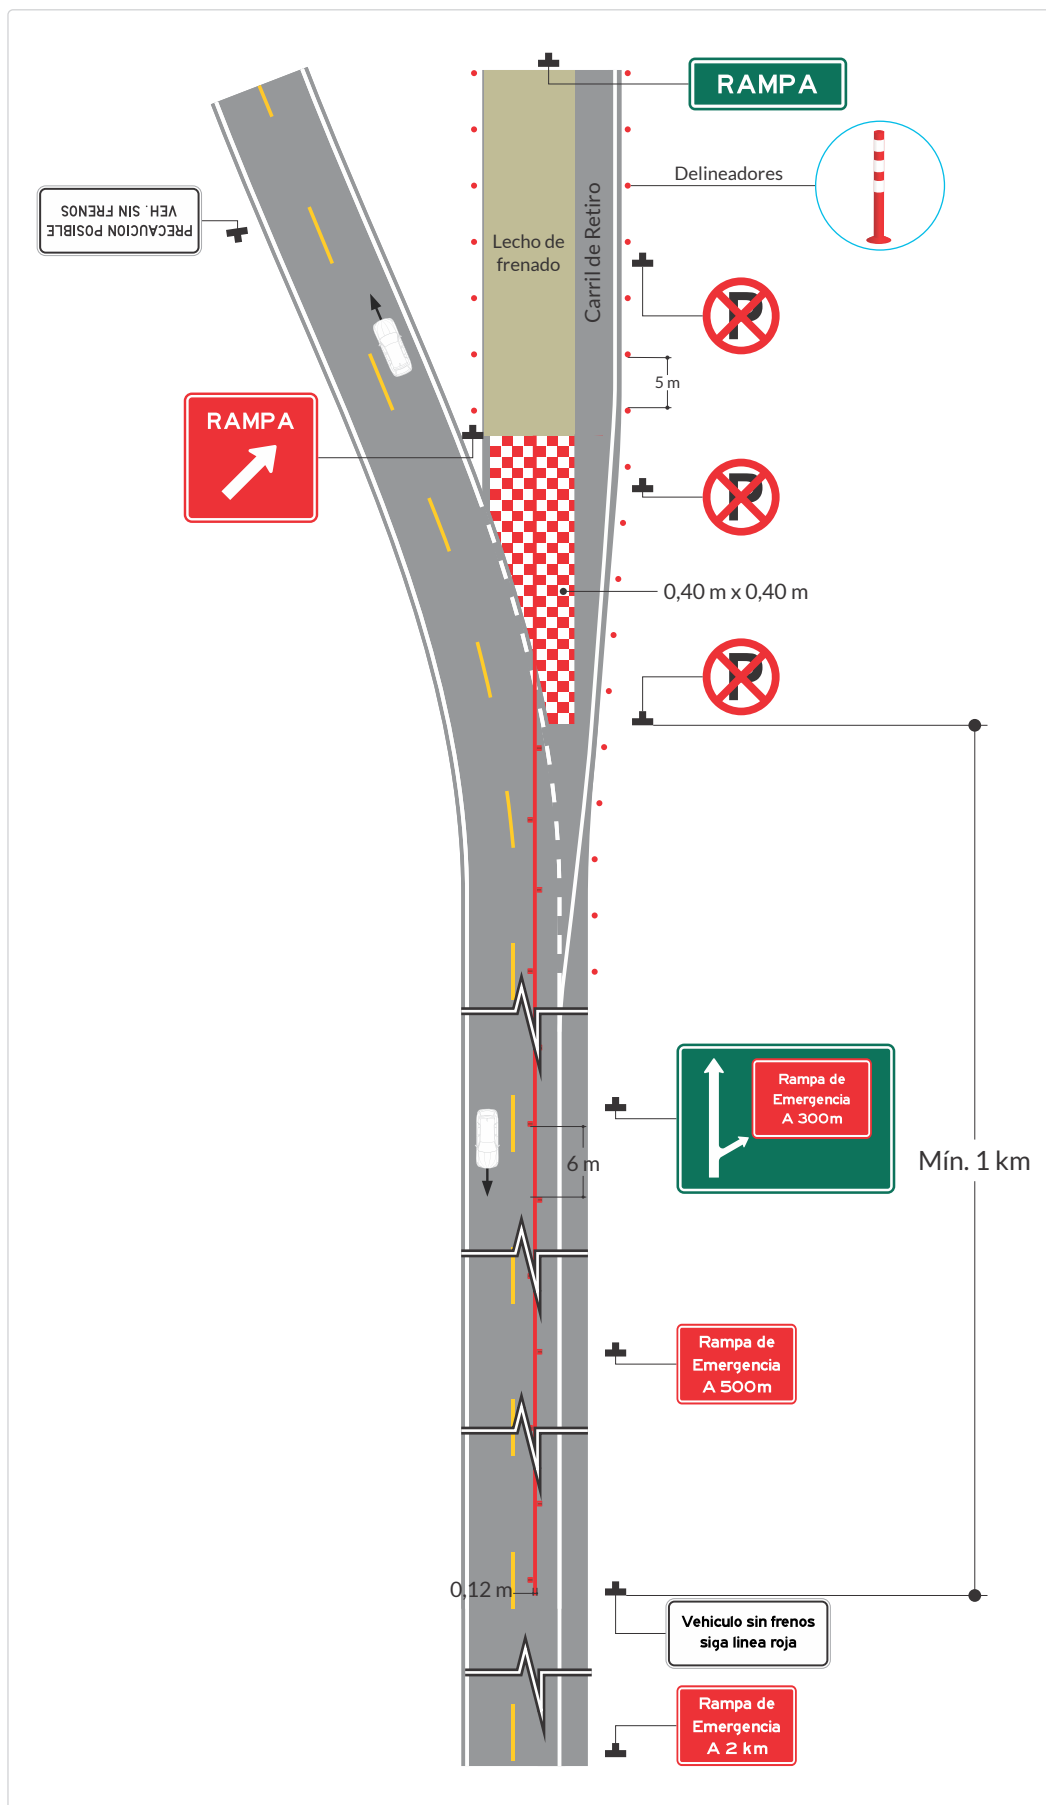 RAMPA
Delineadores
PRECAUCION POSIBLE
VEH. SIN FRENOS
Lecho de
frenado
Carril de Retiro
P
5 m
RAMPA
P
0,40 m x 0,40 m
P
Rampa de
Emergencia
A 300m
Mín. 1 km
6 m
Rampa de
Emergencia
A 500m
0,12 m
Vehiculo sin frenos
siga linea roja
Rampa de
Emergencia
A 2 km